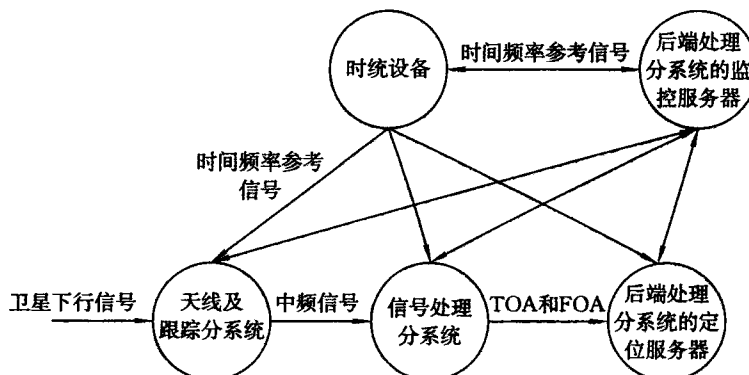 时统设备
时间频率参考信号
后端处理
分系统的监
控服务器
时间频率参考
信号
卫星下行信号
天线及
跟踪分系统
中频信号
信号处理
分系统
TOA和FOA
后端处理
分系统的定
位服务器